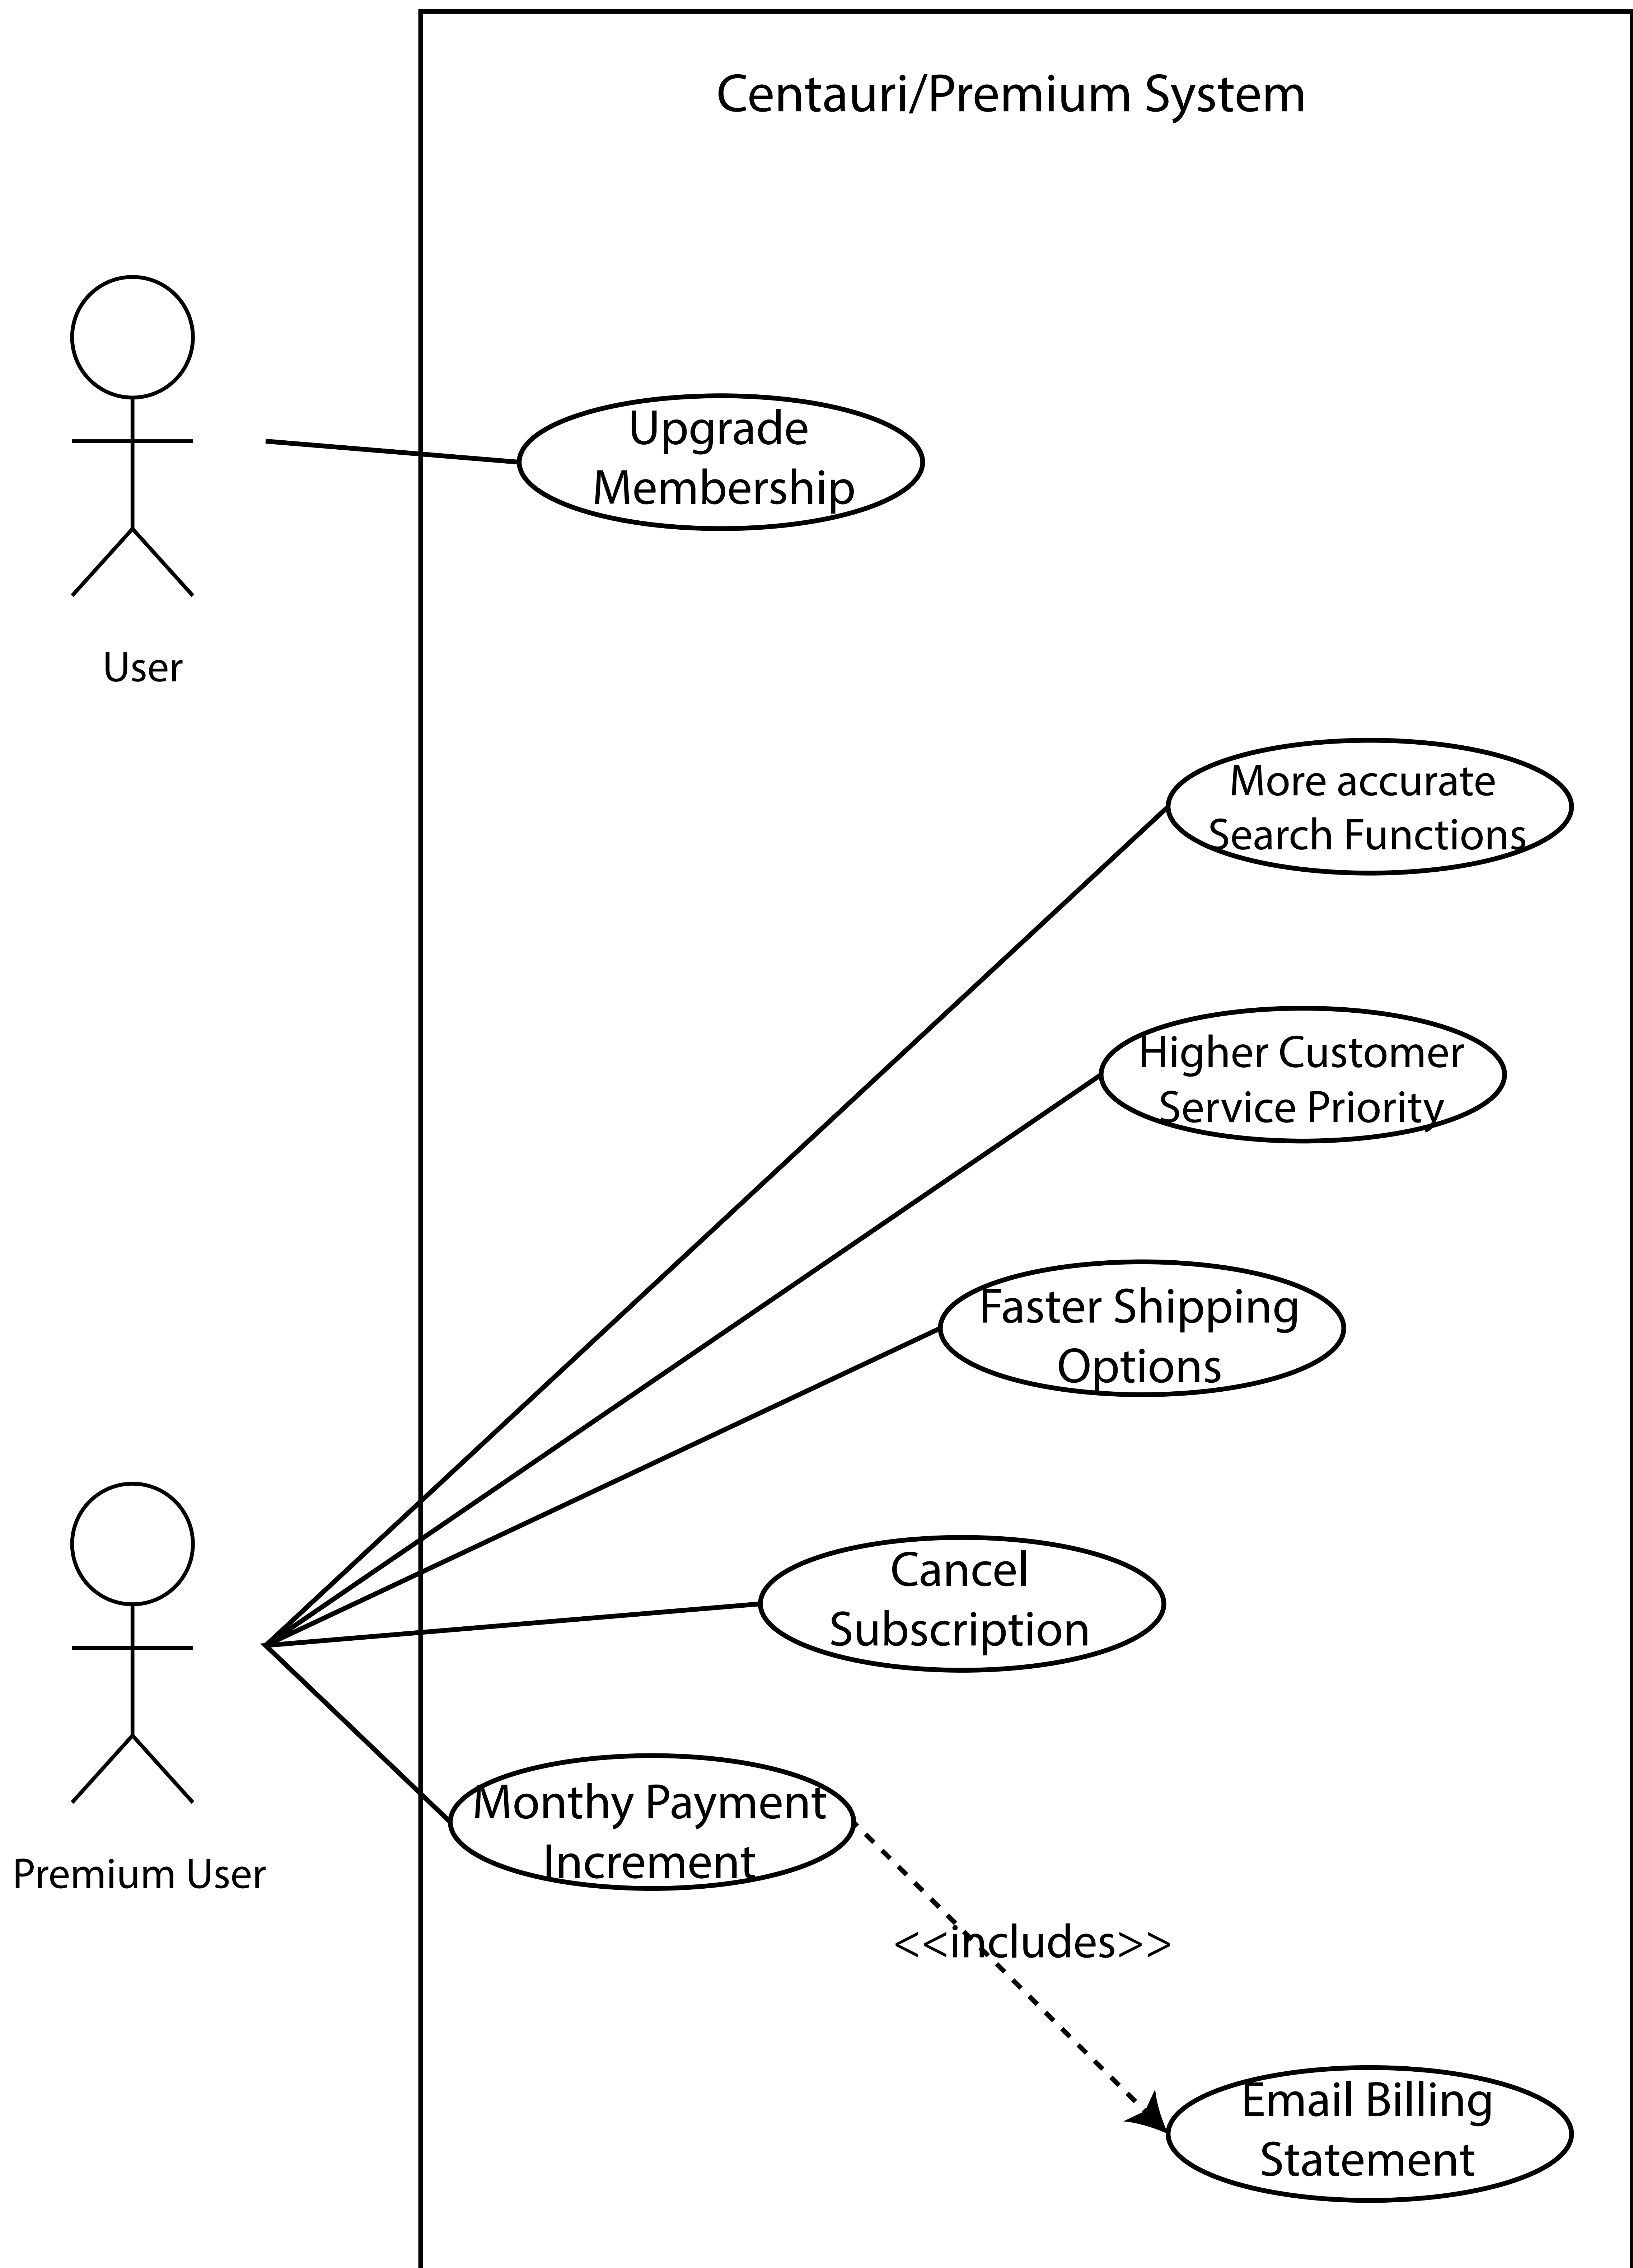 Centauri/Premium System
Upgrade
Membership
User
More accurate
Search Functions
Higher Customer
Service Priority
Faster Shipping
Options
Cancel
Subscription
Monthy Payment
Increment
Premium User
<<includes>>
Email Billing
Statement